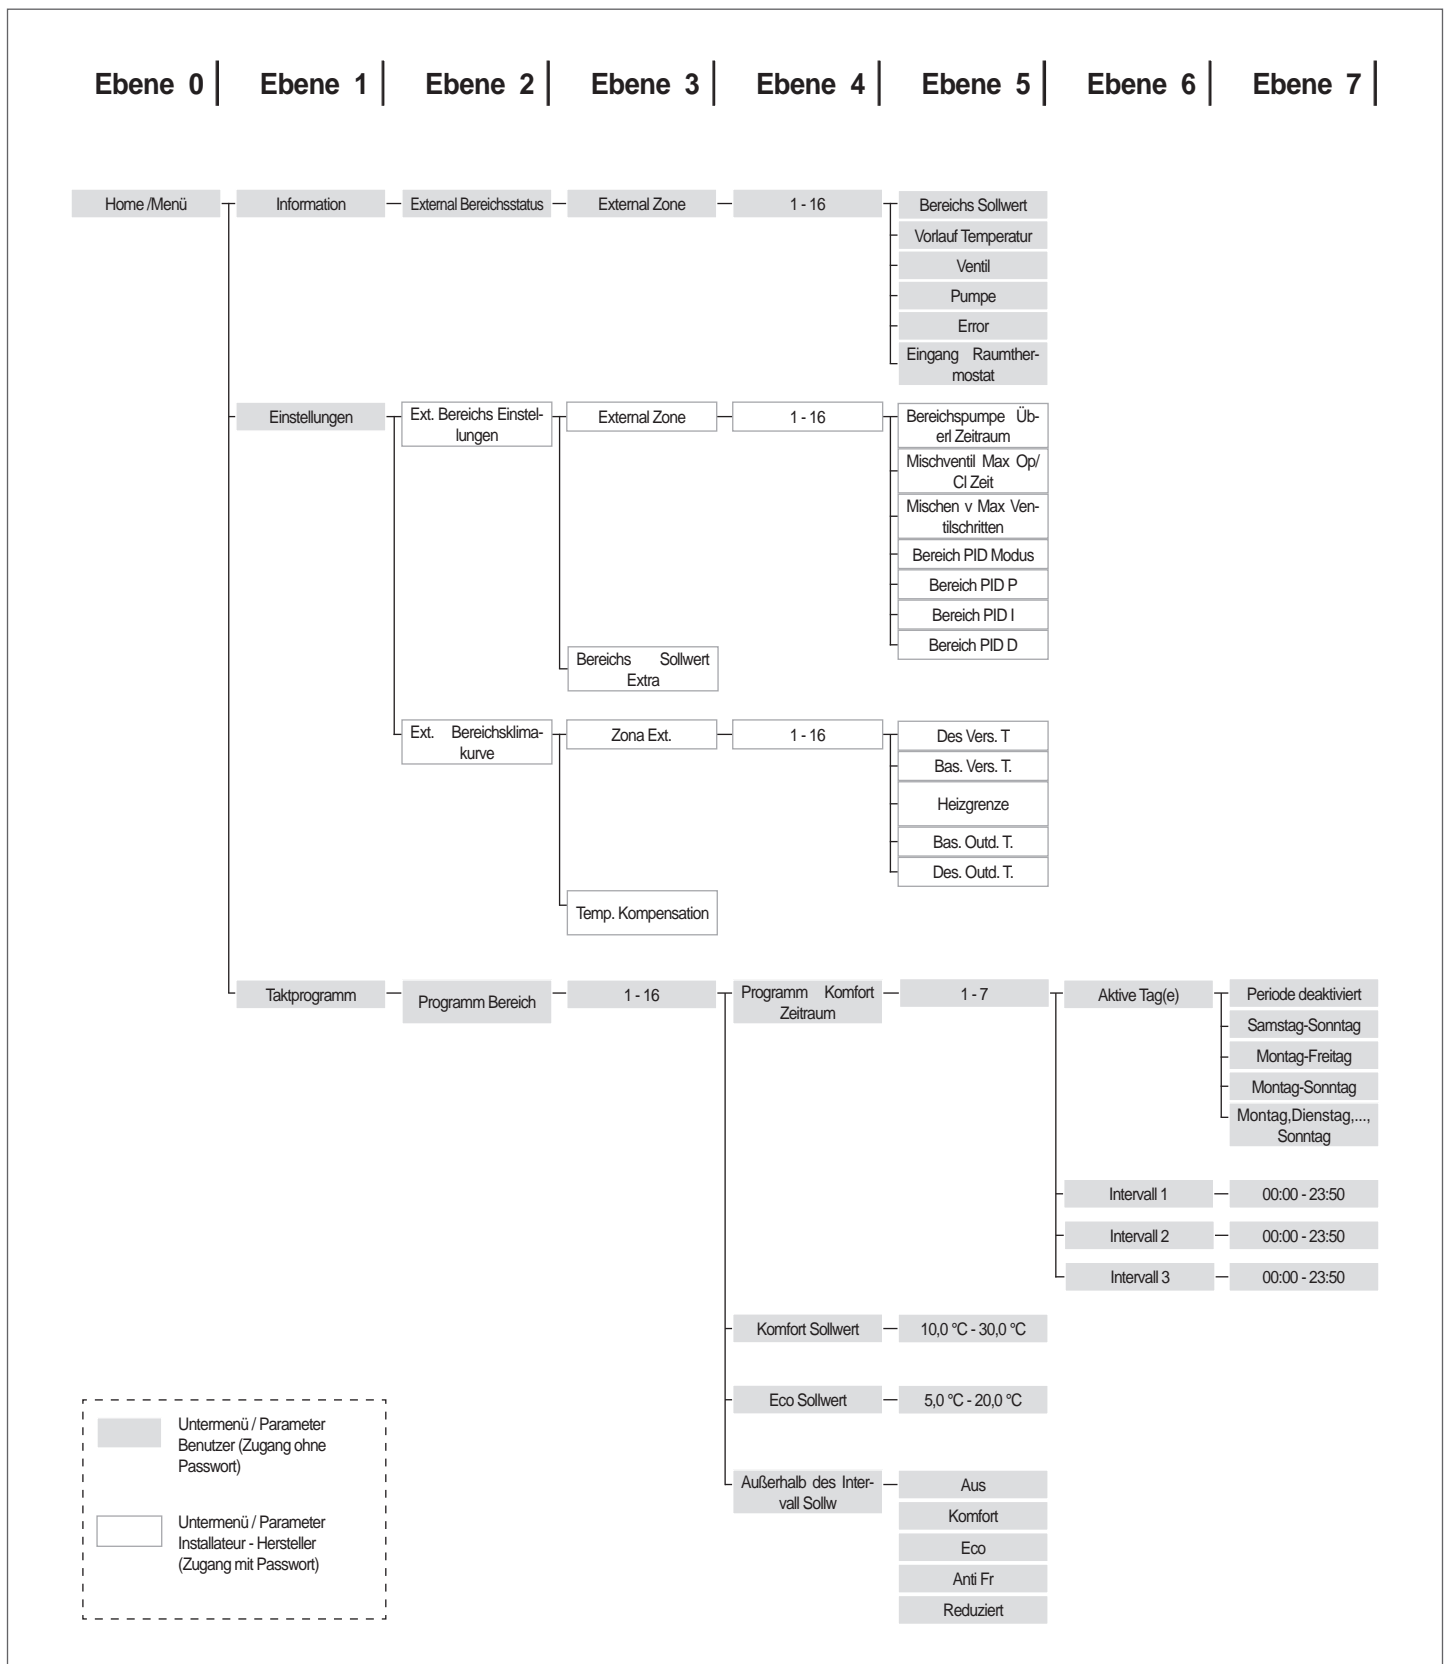 Ebene 0 Ebene 1 Ebene 2 Ebene 3 Ebene 4 Ebene 5 Ebene 6 Ebene 7
Home /Menü
Information
External Bereichsstatus
External Zone
1 - 16
Bereichs Sollwert
Vorlauf Temperatur
Ventil
Pumpe
Error
Eingang Raumther-
mostat
Einstellungen
Ext. Bereichs Einstel-
lungen
External Zone
1 - 16
Bereichspumpe Üb-
erl Zeitraum
Mischventil Max Op/
Cl Zeit
Mischen v Max Ven-
tilschritten
Bereich PID Modus
Bereich PID P
Bereich PID I
Bereich PID D
Bereichs Sollwert
Extra
Ext. Bereichsklima-
kurve
Zona Ext.
1 - 16
Des Vers. T
Bas. Vers. T.
Heizgrenze
Bas. Outd. T.
Des. Outd. T.
Temp. Kompensation
Taktprogramm
Programm Bereich
1 - 16
Programm Komfort
Zeitraum
1 - 7
Aktive Tag(e)
Periode deaktiviert
Samstag-Sonntag
Montag-Freitag
Montag-Sonntag
Montag,Dienstag,...,
Sonntag
Intervall 1
00:00 - 23:50
Intervall 2
00:00 - 23:50
Intervall 3
00:00 - 23:50
Komfort Sollwert
10,0 °C - 30,0 °C
Eco Sollwert
5,0 °C - 20,0 °C
Außerhalb des Inter-
vall Sollw
Aus
Komfort
Eco
Anti Fr
Reduziert
Untermenü / Parameter
Benutzer (Zugang ohne
Passwort)
Untermenü / Parameter
Installateur - Hersteller
(Zugang mit Passwort)